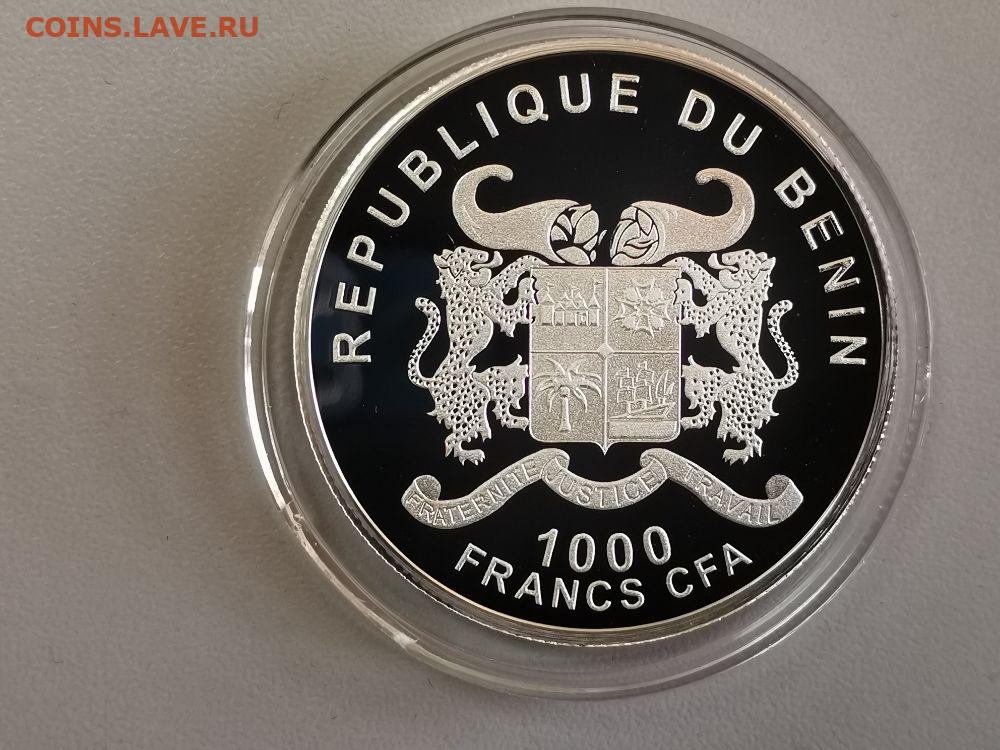 COINS.LAVE.RU
REPUBLIQUE DU BENIN
FRATERNITE JUSTICE TRAVAIL
1000
FRANCS CFA